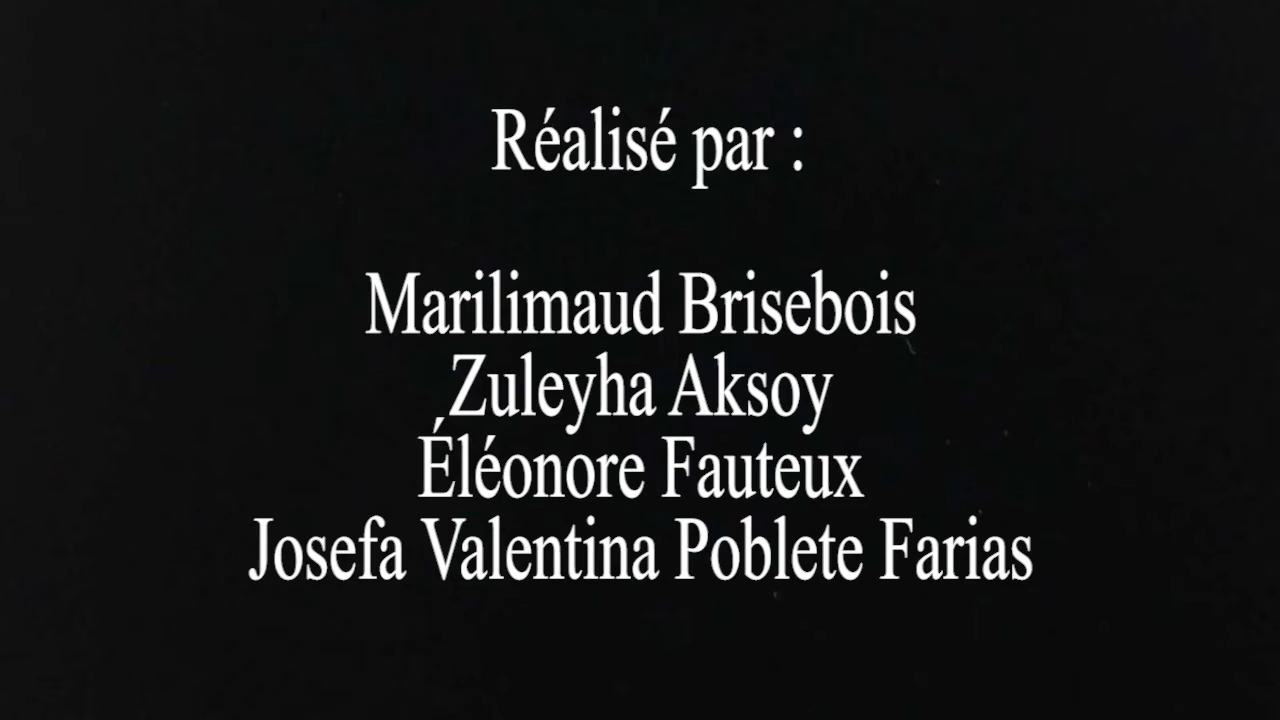 Réalisé par :
Marilimaud Brisebois
Zuleyha Aksoy
Éléonore Fauteux
Josefa Valentina Poblete Farias